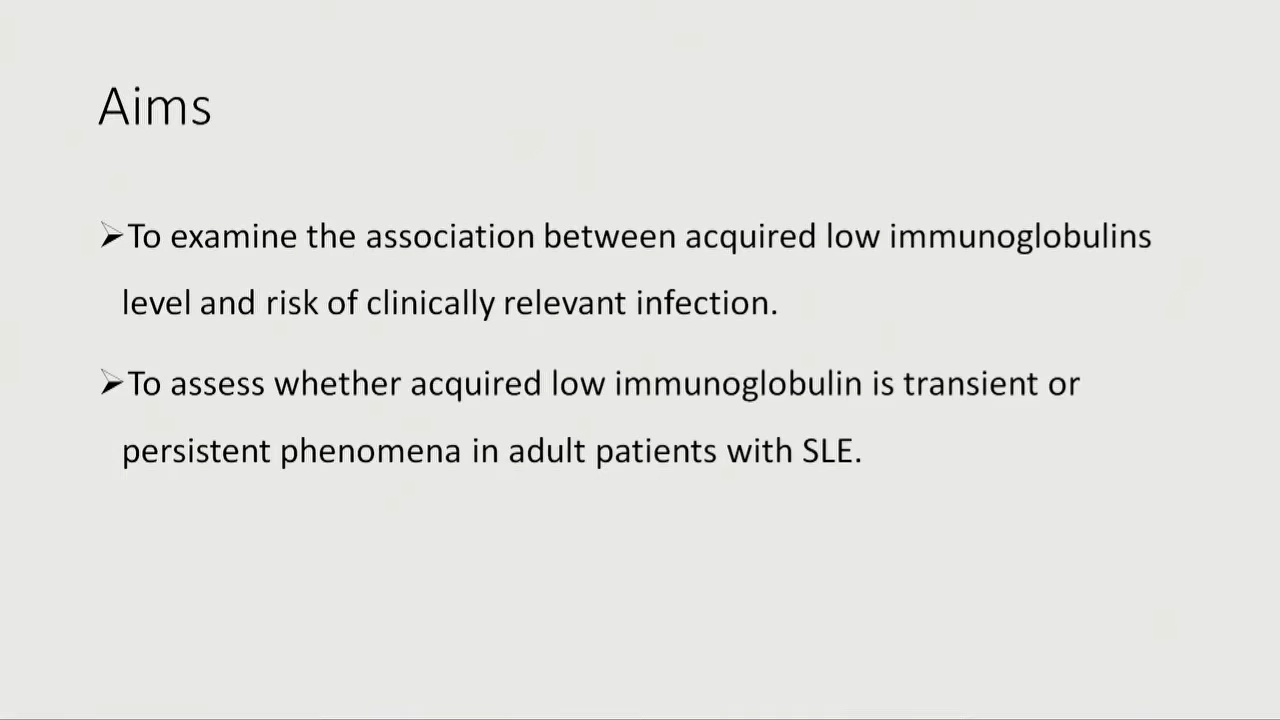 Aims
➢To examine the association between acquired low immunoglobulins
level and risk of clinically relevant infection.
➢To assess whether acquired low immunoglobulin is transient or
persistent phenomena in adult patients with SLE.